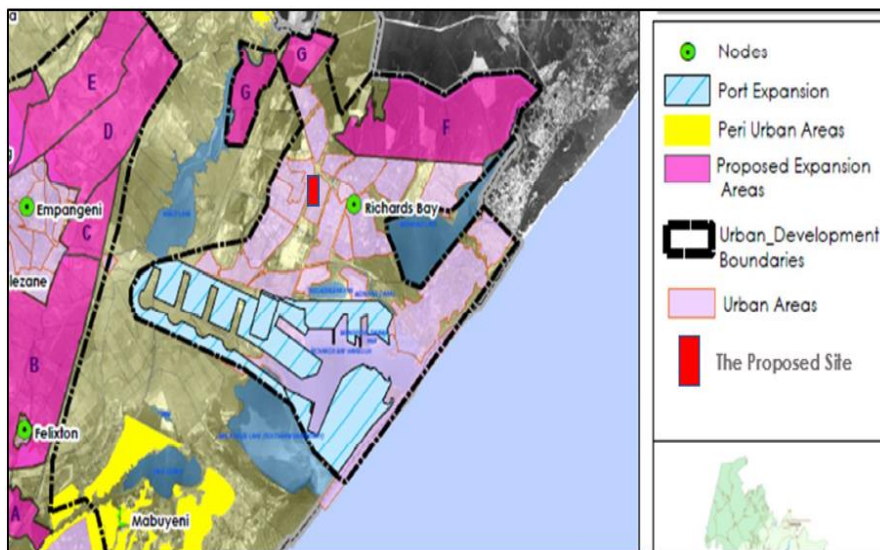 a
G
G
E
F
D
g
Empangeni
Richards Bay
C
lezane
B
Felixton
A
Mabuyeni
Nodes
Port Expansion
Peri Urban Areas
Proposed Expansion
Areas
Urban_Development
Boundaries
Urban Areas
The Proposed Site